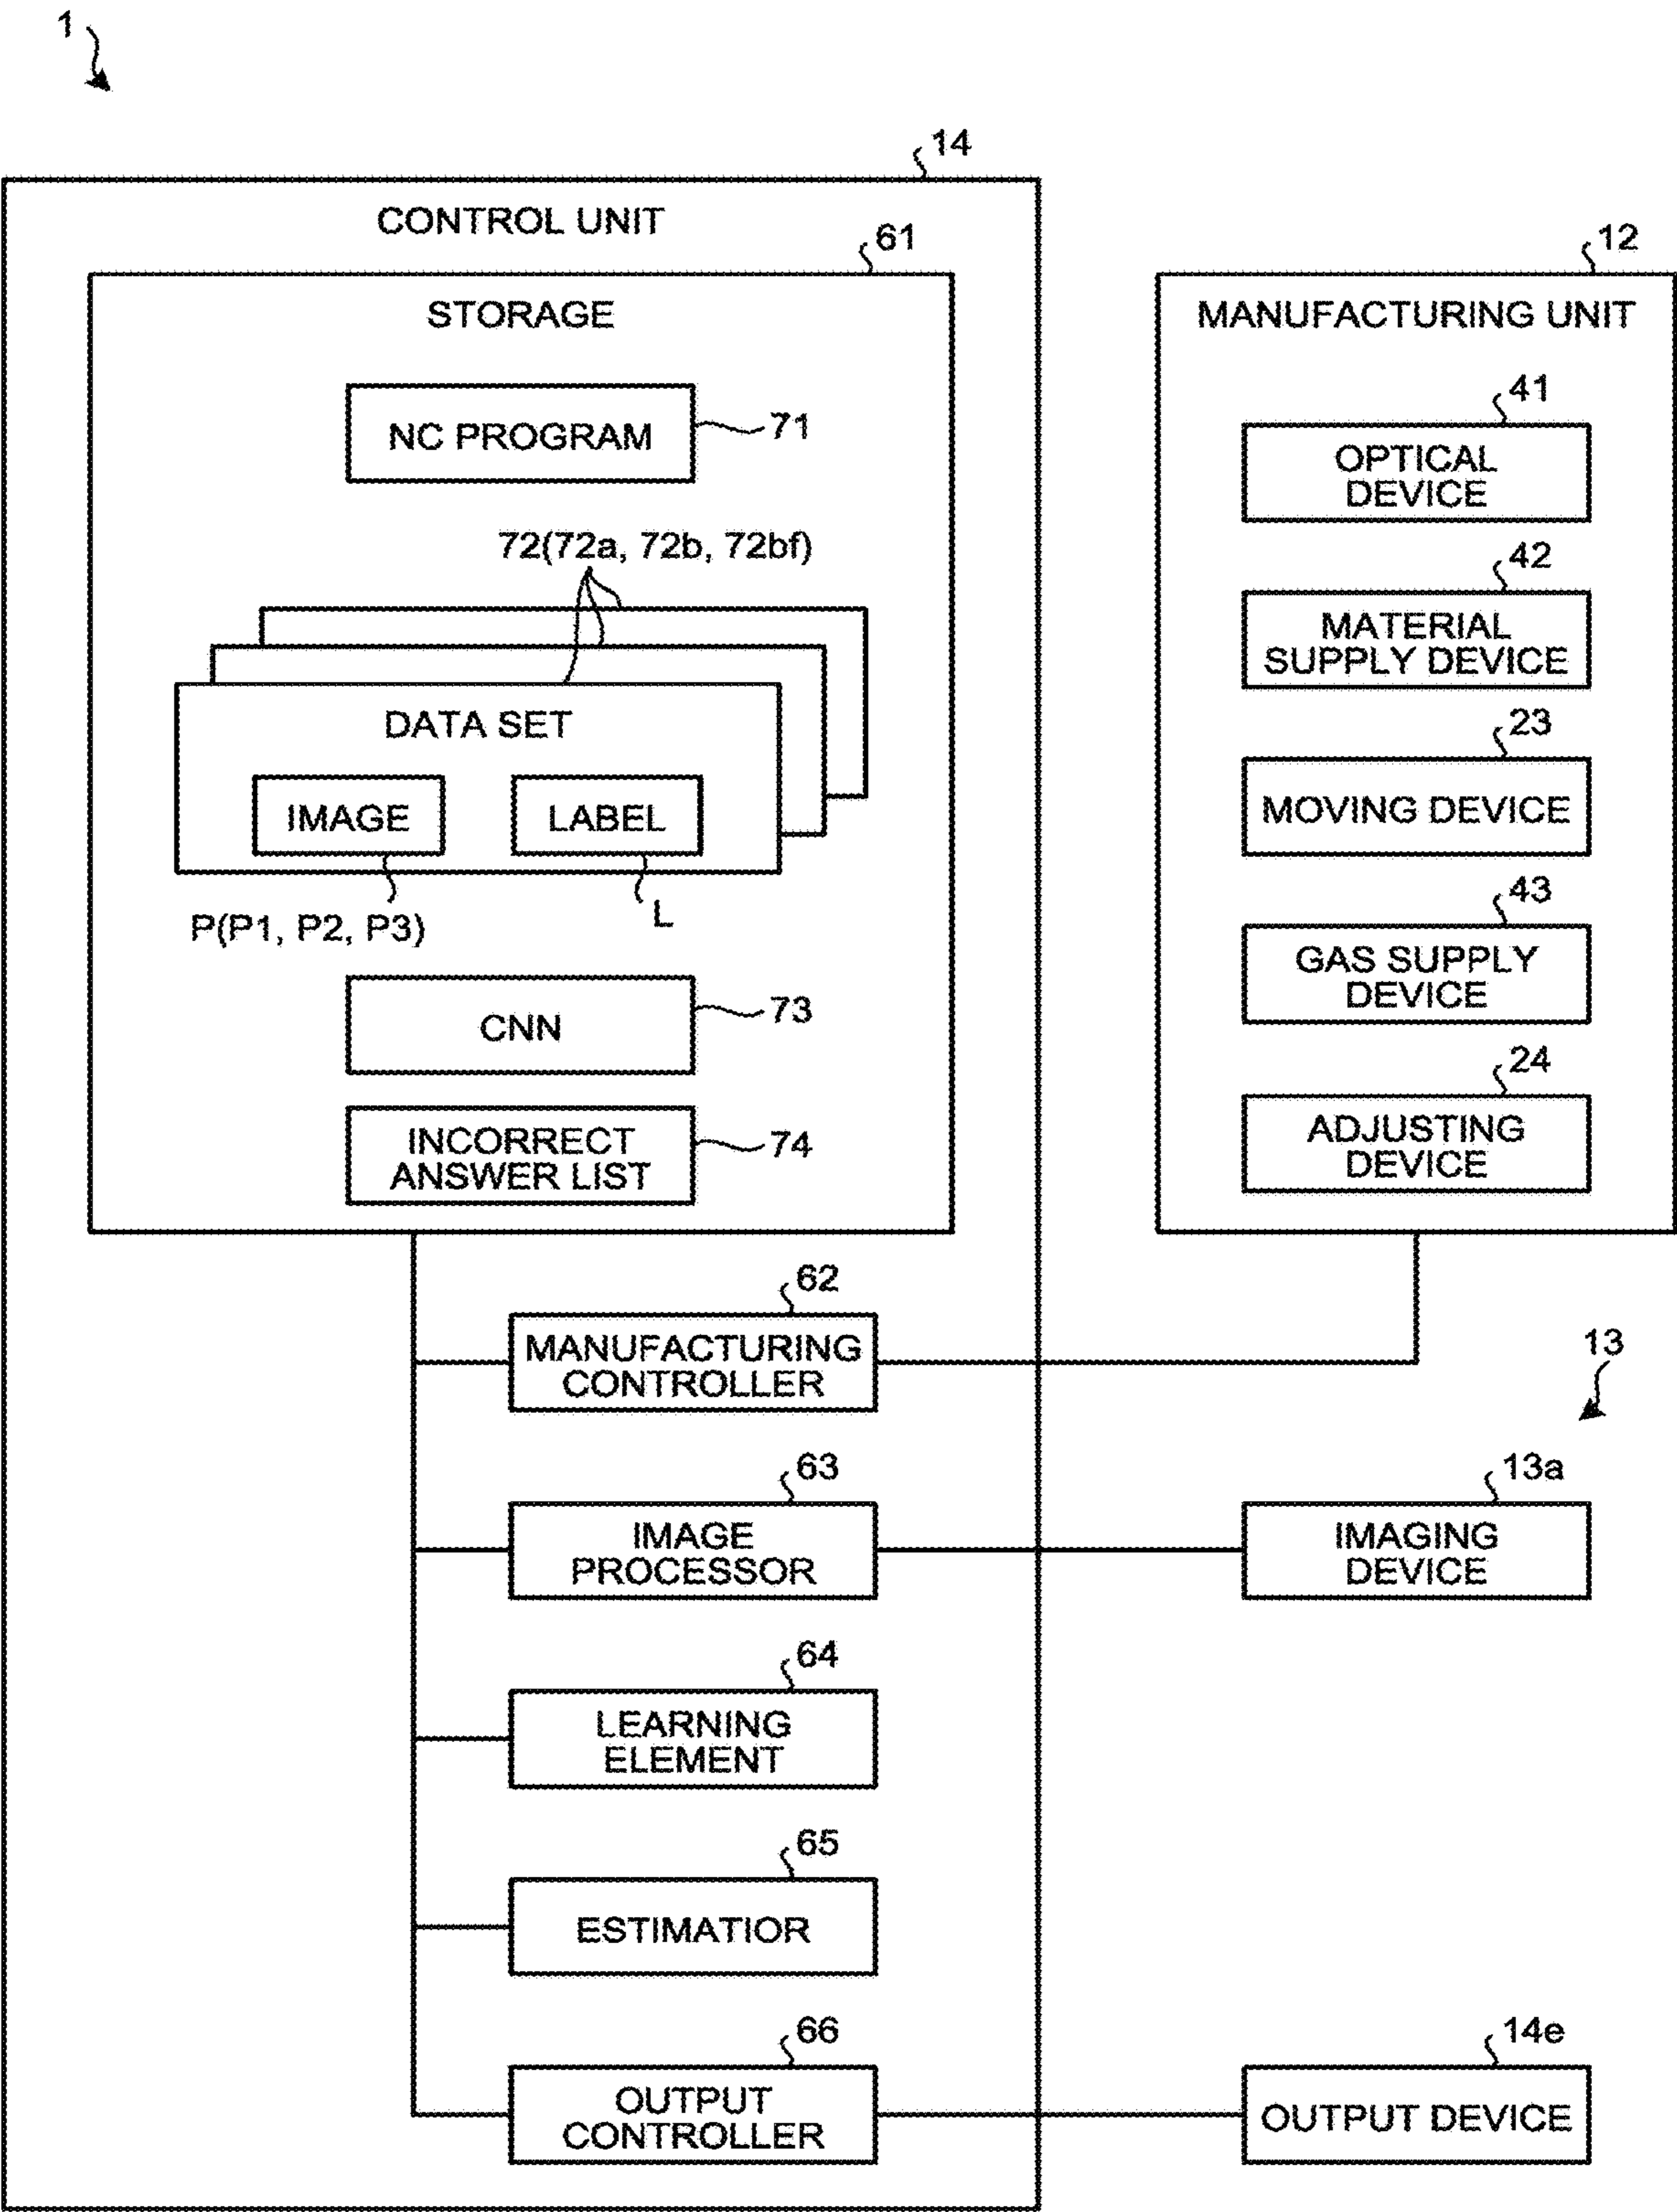 1
14
CONTROL UNIT
61
STORAGE
NC PROGRAM
71
72(72a, 72b, 72bf)
DATA SET
IMAGE
LABEL
P(P1, P2, P3)
L
CNN
73
INCORRECT
ANSWER LIST
74
12
MANUFACTURING UNIT
41
OPTICAL
DEVICE
42
MATERIAL
SUPPLY DEVICE
23
MOVING DEVICE
43
GAS SUPPLY
DEVICE
24
ADJUSTING
DEVICE
62
MANUFACTURING
CONTROLLER
13
63
IMAGE
PROCESSOR
13a
IMAGING
DEVICE
64
LEARNING
ELEMENT
65
ESTIMATIOR
66
OUTPUT
CONTROLLER
14e
OUTPUT DEVICE